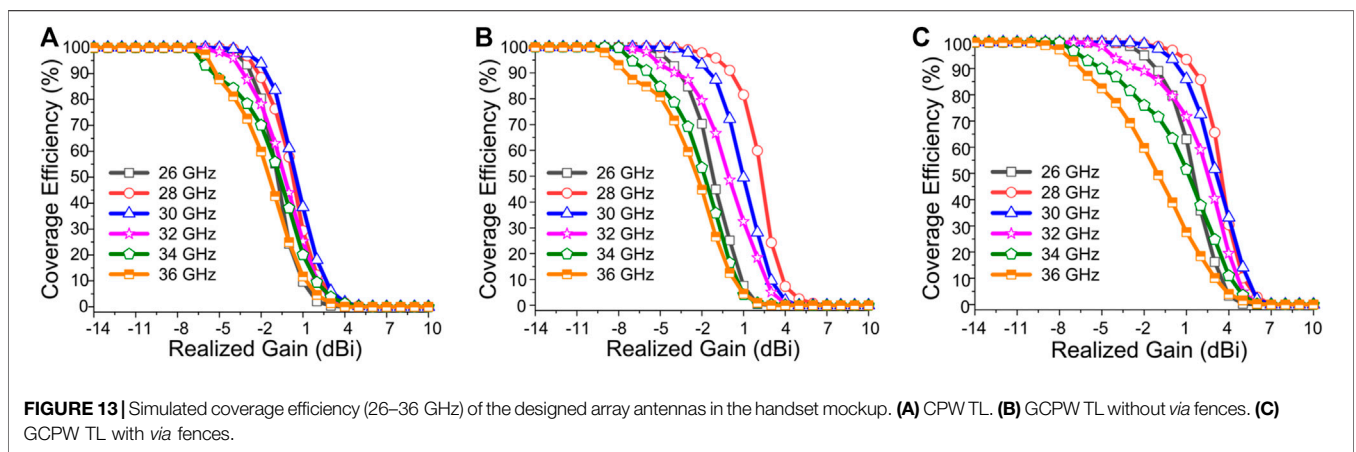 A
Coverage Efficiency (%)
100
90
80
70
60
50
40
30
20
10
0
26 GHz
28 GHz
30 GHz
32 GHz
34 GHz
36 GHz
-14 -11 -8 -5 -2 1 4 7 10
Realized Gain (dBi)
B
Coverage Efficiency (%)
100
90
80
70
60
50
40
30
20
10
0
26 GHz
28 GHz
30 GHz
32 GHz
34 GHz
36 GHz
-14 -11 -8 -5 -2 1 4 7 10
Realized Gain (dBi)
C
Coverage Efficiency (%)
100
90
80
70
60
50
40
30
20
10
0
26 GHz
28 GHz
30 GHz
32 GHz
34 GHz
36 GHz
-14 -11 -8 -5 -2 1 4 7 10
Realized Gain (dBi)
FIGURE 13 | Simulated coverage efficiency (26–36 GHz) of the designed array antennas in the handset mockup. (A) CPW TL. (B) GCPW TL without via fences. (C)
GCPW TL with via fences.